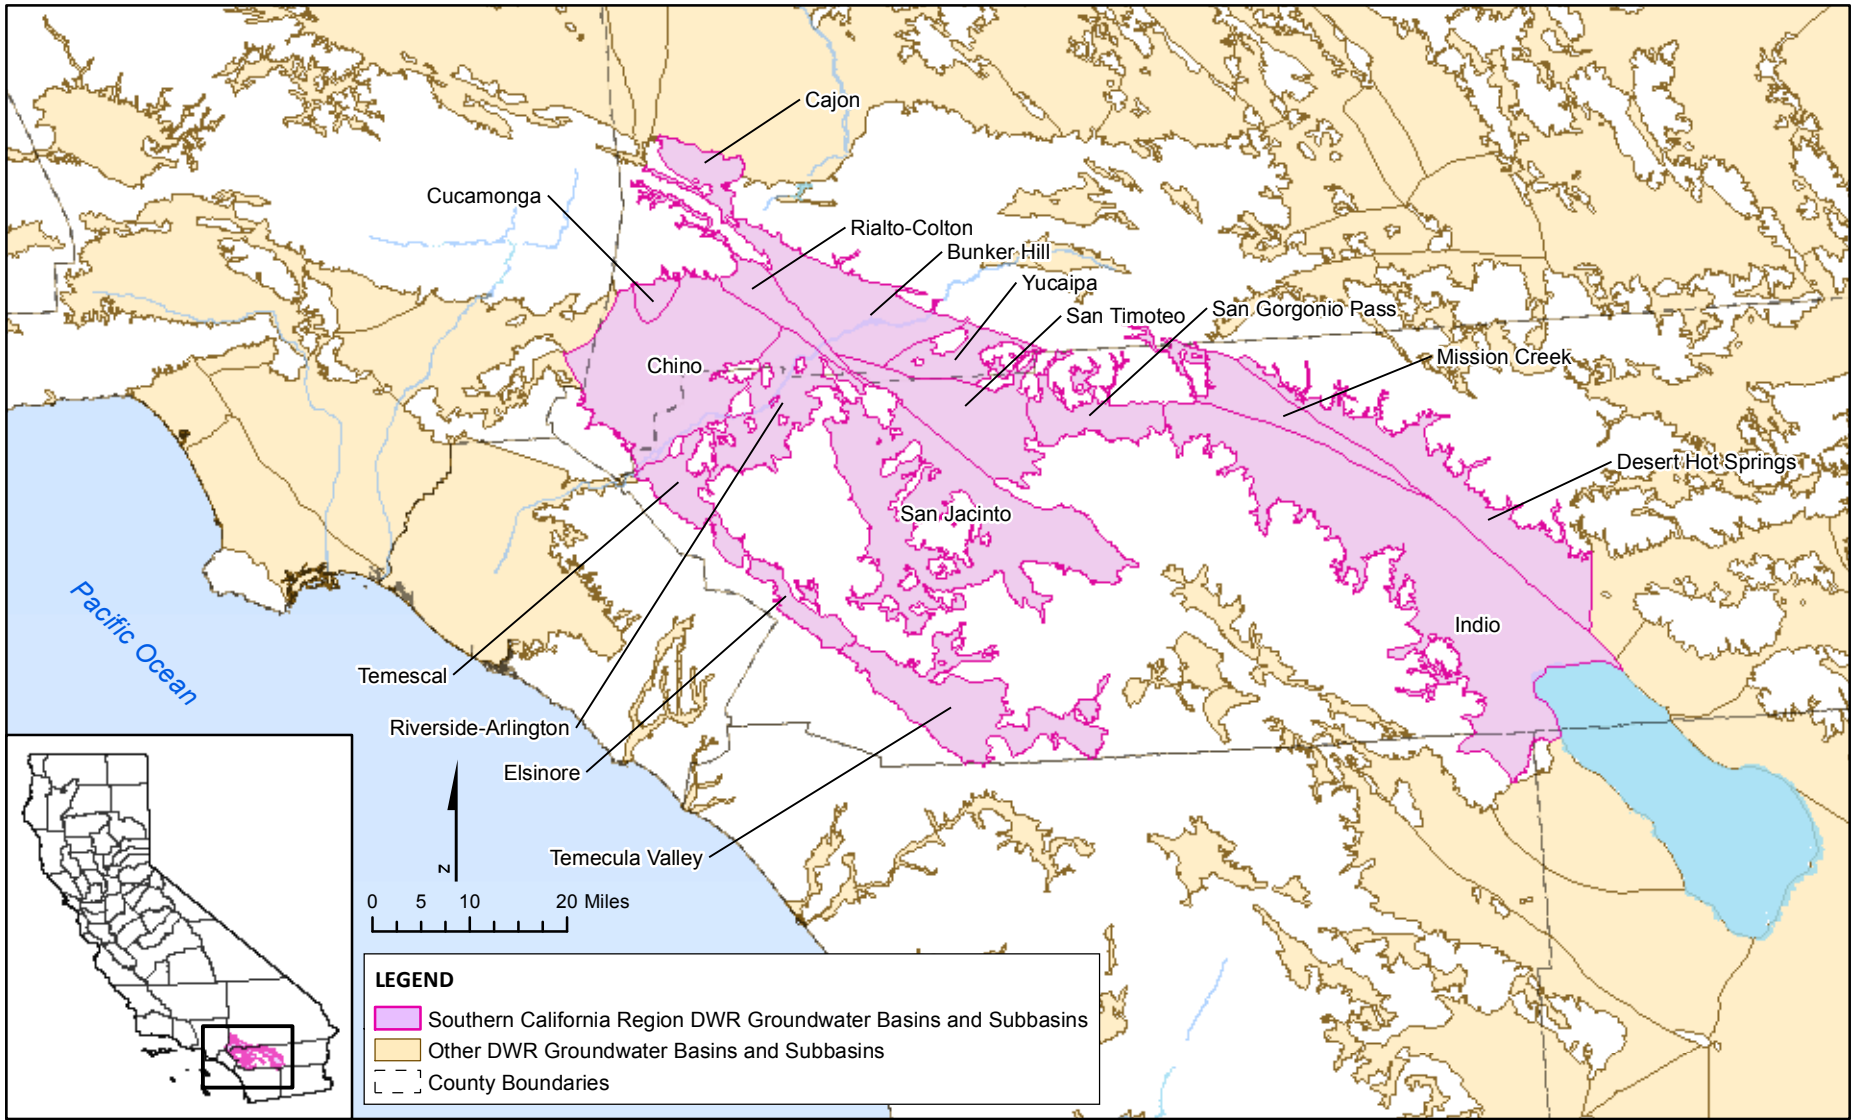 Cajon
Cucamonga
Rialto-Colton
Bunker Hill
Yucaipa
San Timoteo
San Gorgonio Pass
Mission Creek
Chino
Desert Hot Springs
San Jacinto
Pacific Ocean
Indio
Temescal
Riverside-Arlington
Elsinore
Temecula Valley
N
0 5 10 20 Miles
LEGEND
Southern California Region DWR Groundwater Basins and Subbasins
Other DWR Groundwater Basins and Subbasins
County Boundaries